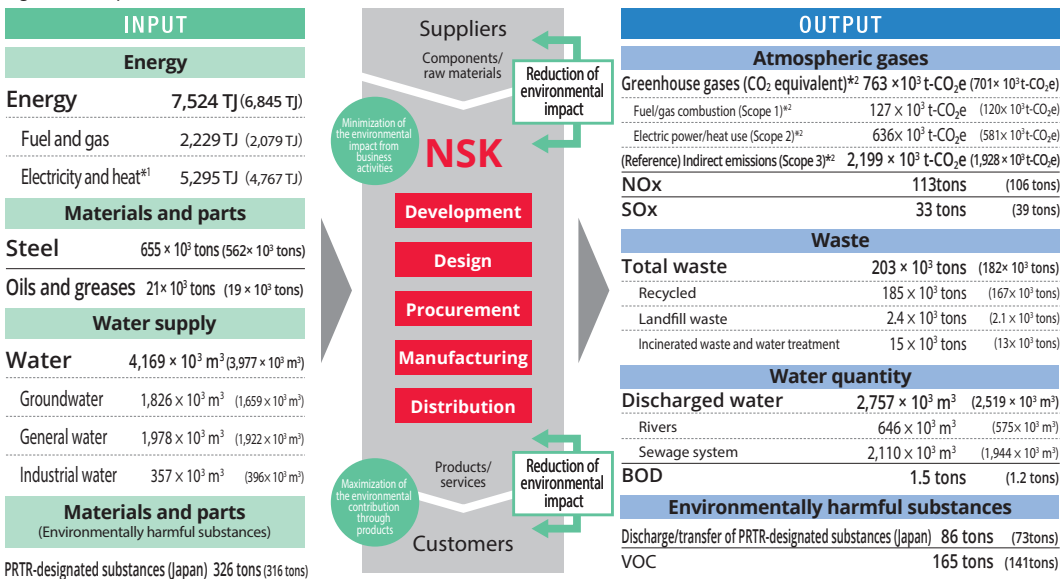 INPUT
Energy
Energy 7,524 TJ (6,845 TJ)
Fuel and gas 2,229 TJ (2,079 TJ)
Electricity and heat*1 5,295 TJ (4,767 TJ)
Materials and parts
Steel 655 × 10³ tons (562× 10³ tons)
Oils and greases 21× 10³ tons (19 × 10³ tons)
Water supply
Water 4,169 × 10³ m³ (3,977 × 10³ m³)
Groundwater 1,826 × 10³ m³ (1,659 × 10³ m³)
General water 1,978 × 10³ m³ (1,922 × 10³ m³)
Industrial water 357 × 10³ m³ (396× 10³ m³)
Materials and parts
(Environmentally harmful substances)
PRTR-designated substances (Japan) 326 tons (316 tons)
Suppliers
Components/
raw materials
Reduction of
environmental
impact
Minimization of
the environmental
impact from
business
activities
NSK
Development
Design
Procurement
Manufacturing
Distribution
Products/
services
Reduction of
environmental
impact
Maximization of
the environmental
contribution
through
products
Customers
OUTPUT
Atmospheric gases
Greenhouse gases (CO₂ equivalent)*2 763 ×10³ t-CO₂e (701× 10³ t-CO₂e)
Fuel/gas combustion (Scope 1)*2 127 × 10³ t-CO₂e (120× 10³ t-CO₂e)
Electric power/heat use (Scope 2)*2 636× 10³ t-CO₂e (581× 10³ t-CO₂e)
(Reference) Indirect emissions (Scope 3)*2 2,199 × 10³ t-CO₂e (1,928 × 10³ t-CO₂e)
NOx 113tons (106 tons)
SOx 33 tons (39 tons)
Waste
Total waste 203 × 10³ tons (182× 10³ tons)
Recycled 185 × 10³ tons (167× 10³ tons)
Landfill waste 2.4 × 10³ tons (2.1 × 10³ tons)
Incinerated waste and water treatment 15 × 10³ tons (13× 10³ tons)
Water quantity
Discharged water 2,757 × 10³ m³ (2,519 × 10³ m³)
Rivers 646 × 10³ m³ (575× 10³ m³)
Sewage system 2,110 × 10³ m³ (1,944 × 10³ m³)
BOD 1.5 tons (1.2 tons)
Environmentally harmful substances
Discharge/transfer of PRTR-designated substances (Japan) 86 tons (73tons)
VOC 165 tons (141tons)